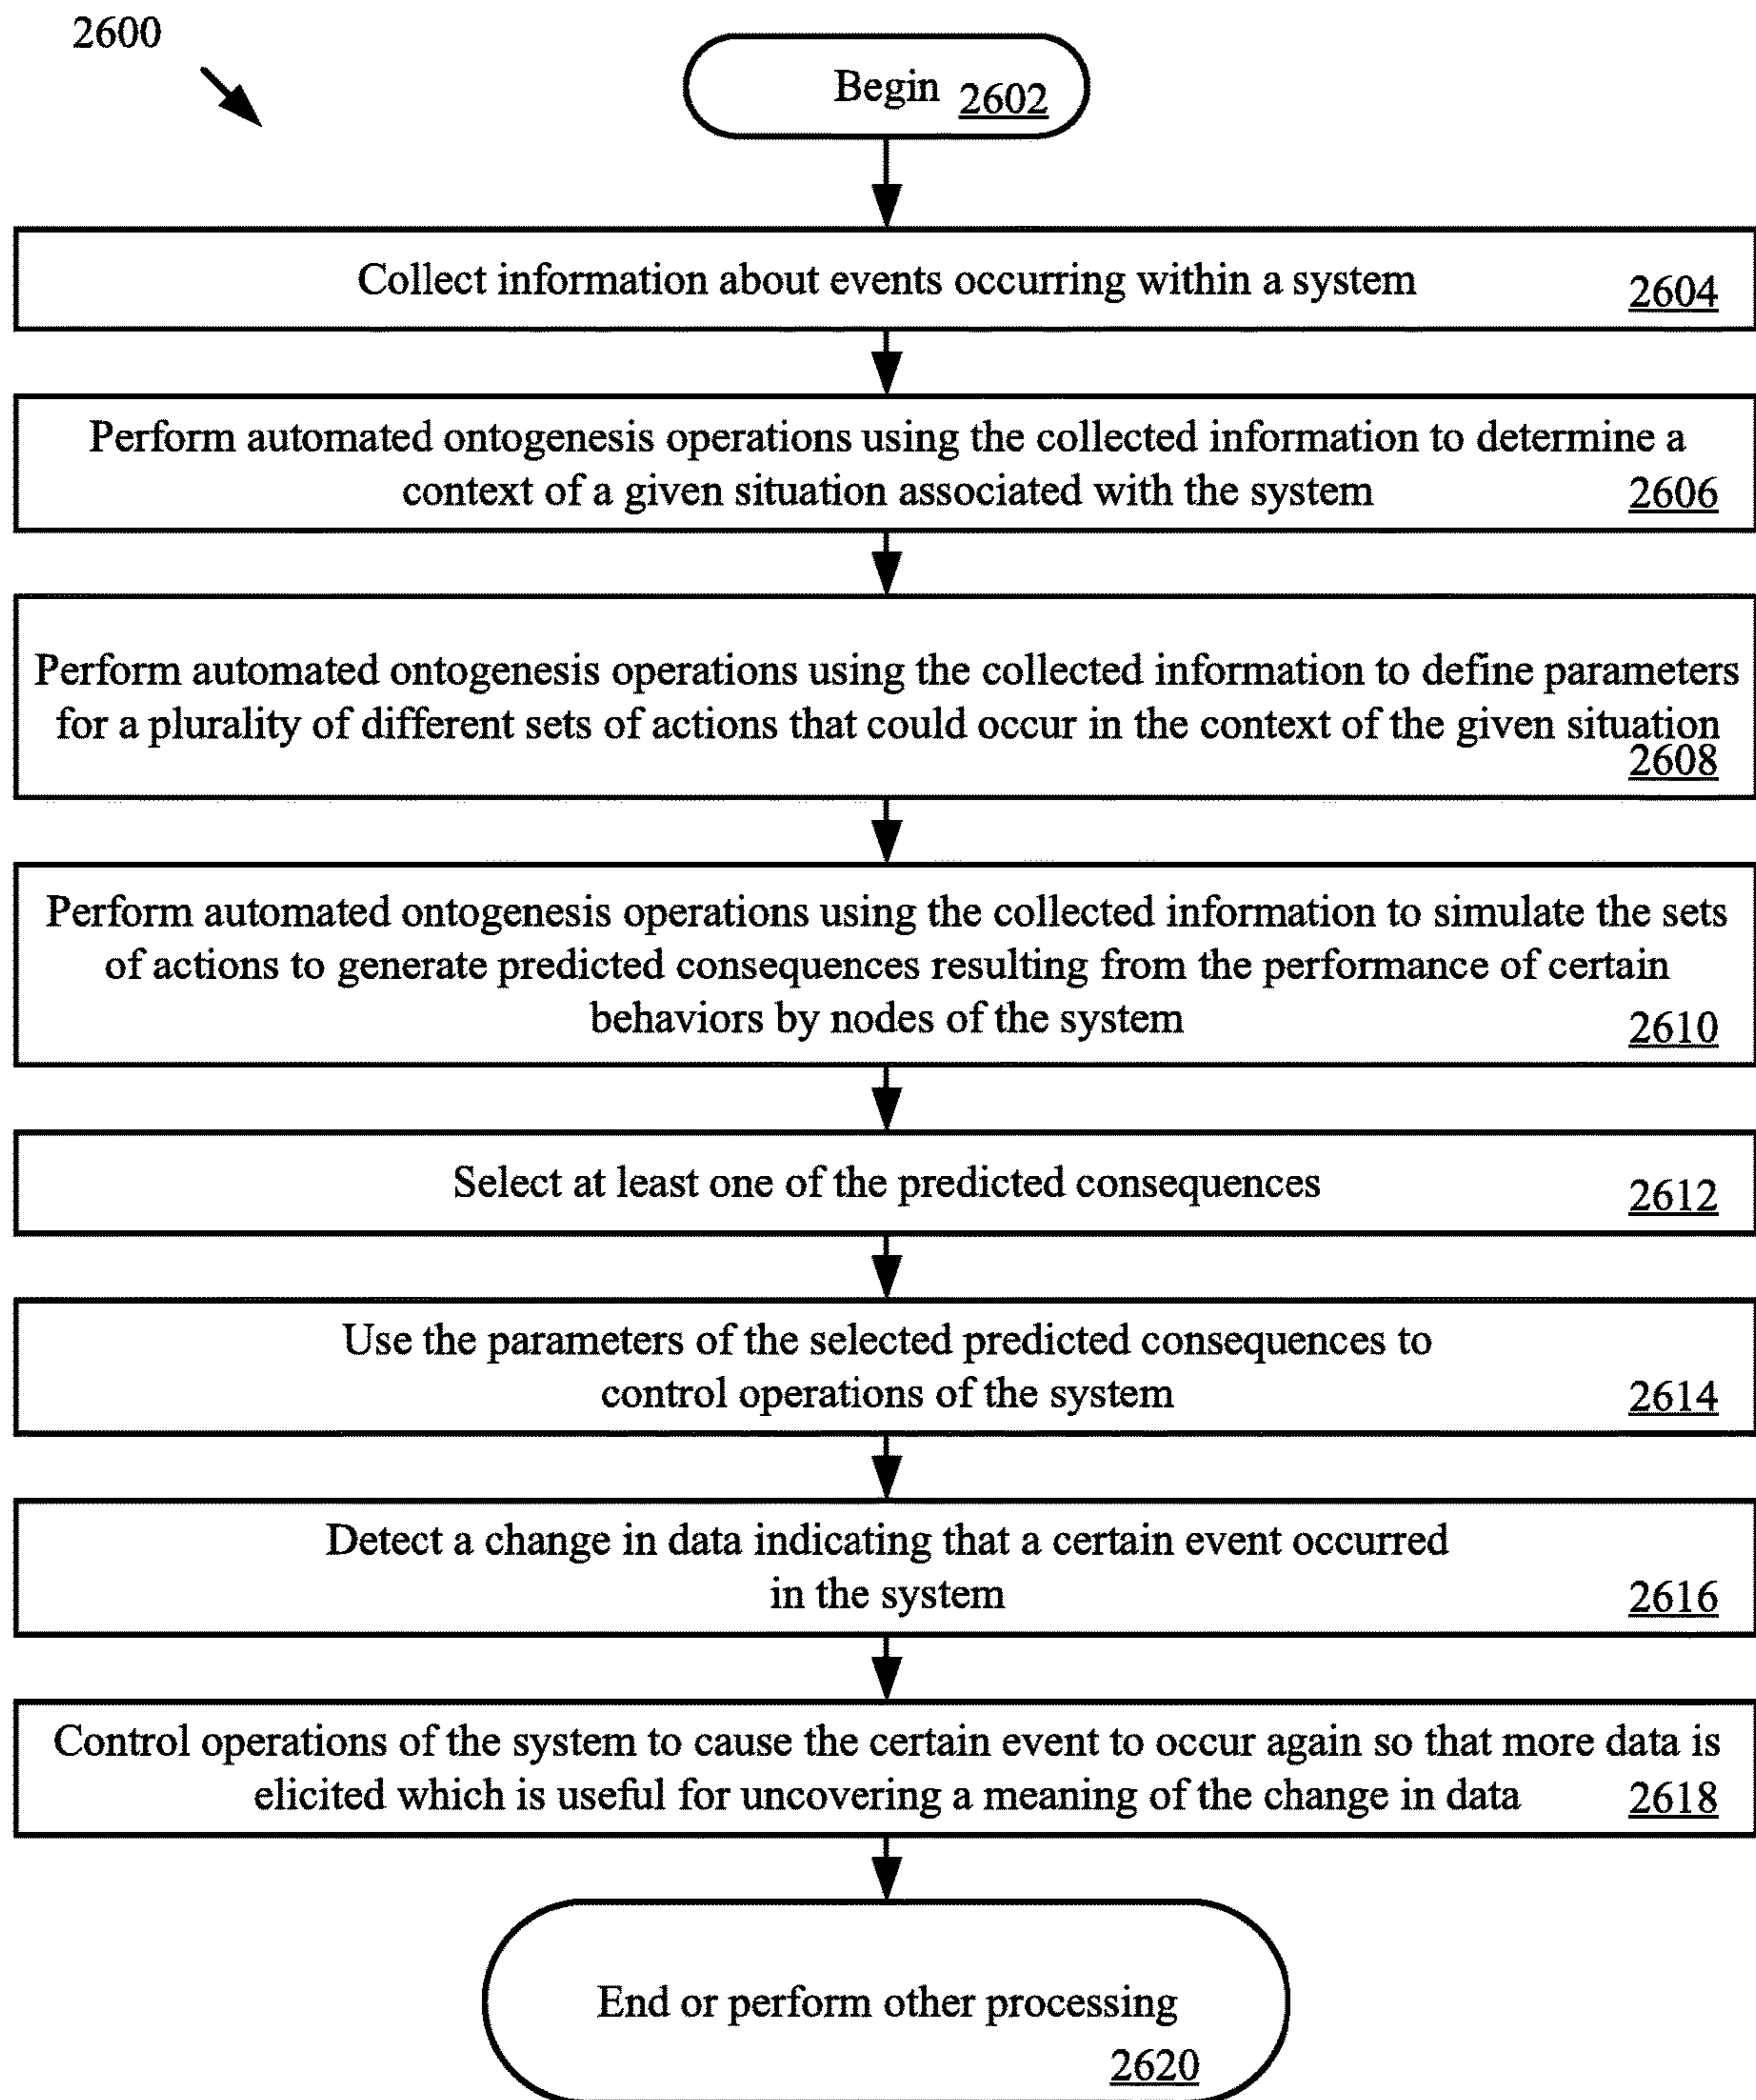 2600
Begin 2602
Collect information about events occurring within a system
2604
Perform automated ontogenesis operations using the collected information to determine a
context of a given situation associated with the system
2606
Perform automated ontogenesis operations using the collected information to define parameters
for a plurality of different sets of actions that could occur in the context of the given situation
2608
Perform automated ontogenesis operations using the collected information to simulate the sets
of actions to generate predicted consequences resulting from the performance of certain
behaviors by nodes of the system
2610
Select at least one of the predicted consequences
2612
Use the parameters of the selected predicted consequences to
control operations of the system
2614
Detect a change in data indicating that a certain event occurred
in the system
2616
Control operations of the system to cause the certain event to occur again so that more data is
elicited which is useful for uncovering a meaning of the change in data
2618
End or perform other processing
2620